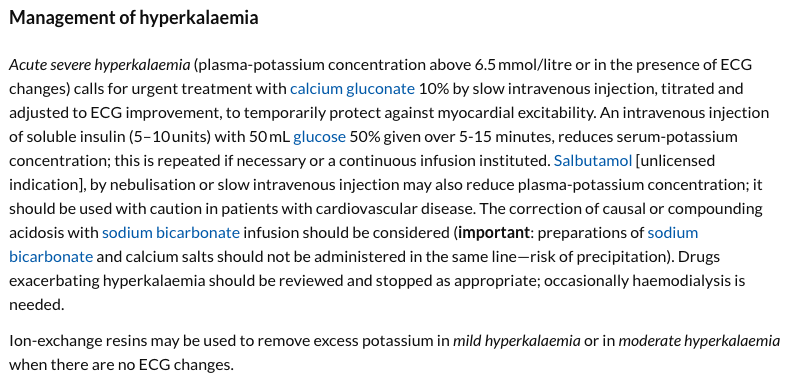 Management of hyperkalaemia
Acute severe hyperkalaemia (plasma-potassium concentration above 6.5 mmol/litre or in the presence of ECG
changes) calls for urgent treatment with calcium gluconate 10% by slow intravenous injection, titrated and
adjusted to ECG improvement, to temporarily protect against myocardial excitability. An intravenous injection
of soluble insulin (5–10 units) with 50 mL glucose 50% given over 5-15 minutes, reduces serum-potassium
concentration; this is repeated if necessary or a continuous infusion instituted. Salbutamol [unlicensed
indication], by nebulisation or slow intravenous injection may also reduce plasma-potassium concentration; it
should be used with caution in patients with cardiovascular disease. The correction of causal or compounding
acidosis with sodium bicarbonate infusion should be considered (important: preparations of sodium
bicarbonate and calcium salts should not be administered in the same line—risk of precipitation). Drugs
exacerbating hyperkalaemia should be reviewed and stopped as appropriate; occasionally haemodialysis is
needed.
Ion-exchange resins may be used to remove excess potassium in mild hyperkalaemia or in moderate hyperkalaemia
when there are no ECG changes.